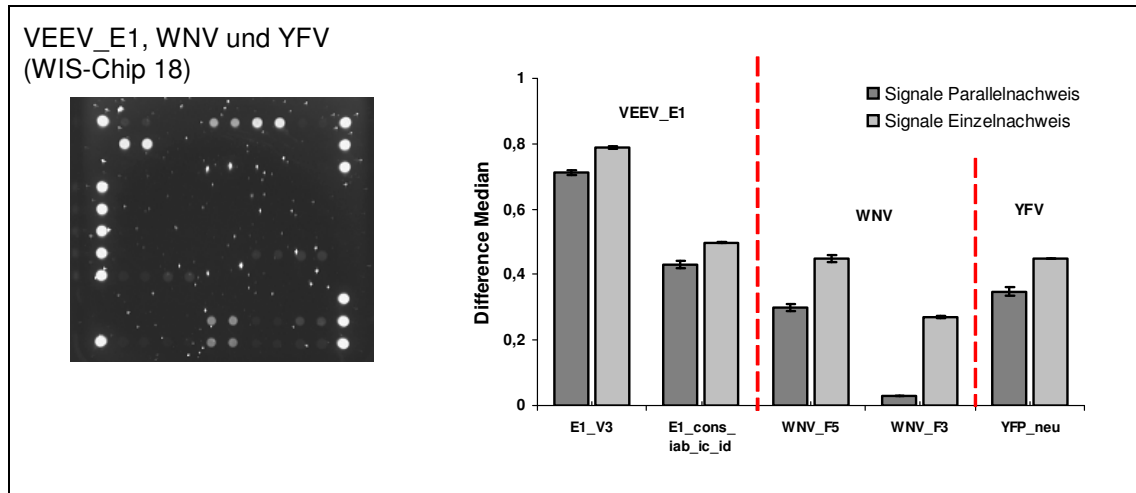 VEEV_E1, WNV und YFV
(WIS-Chip 18)
Signale Parallelnachweis
Signale Einzelnachweis
VEEV_E1
WNV
YFV
Difference Median
1
0,8
0,6
0,4
0,2
0
E1_V3
E1_cons_
iab_ic_id
WNV_F5
WNV_F3
YFP_neu